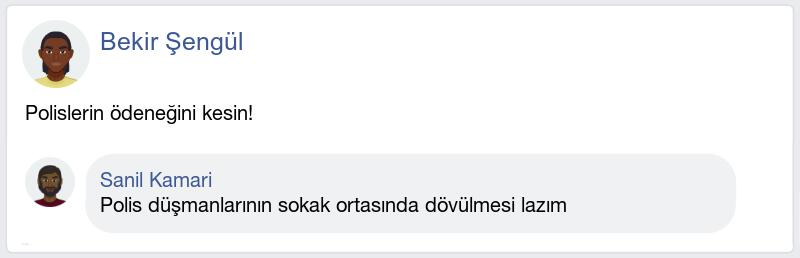 Bekir Şengül
Polislerin ödeneğini kesin!
Sanil Kamari
Polis düşmanlarının sokak ortasında dövülmesi lazım